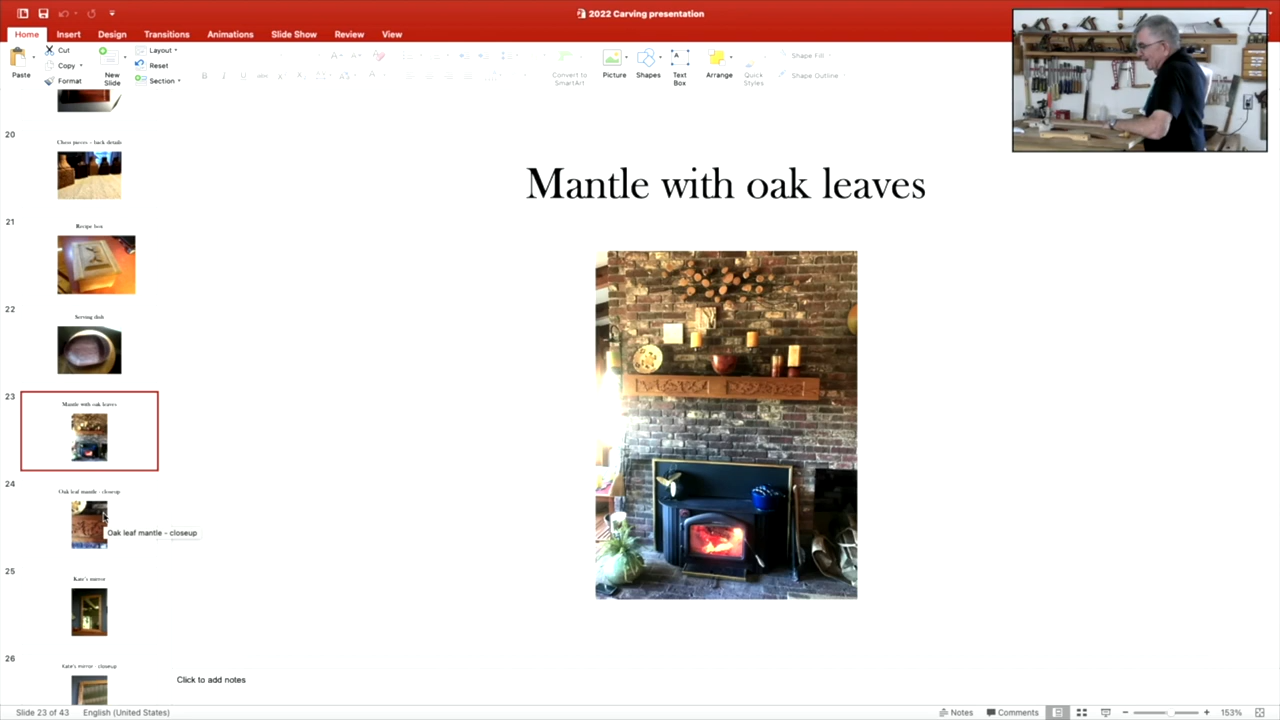 2022 Carving presentation
Home Insert Design Transitions Animations Slide Show Review View
Paste
Cut
Copy
Format
New Slide
Layout
Reset
Section
Convert to SmartArt
Picture
Shapes
Text Box
Arrange
Quick Styles
Shape Fill
Shape Outline
20
Chess pieces - back details
21
Recipe box
22
Serving dish
23
Mantle with oak leaves
24
Oak leaf mantle - closeup
Oak leaf mantle - closeup
25
Kate's mirror
26
Kate's mirror - closeup
Mantle with oak leaves
Click to add notes
Slide 23 of 43 English (United States)
Notes Comments 153%